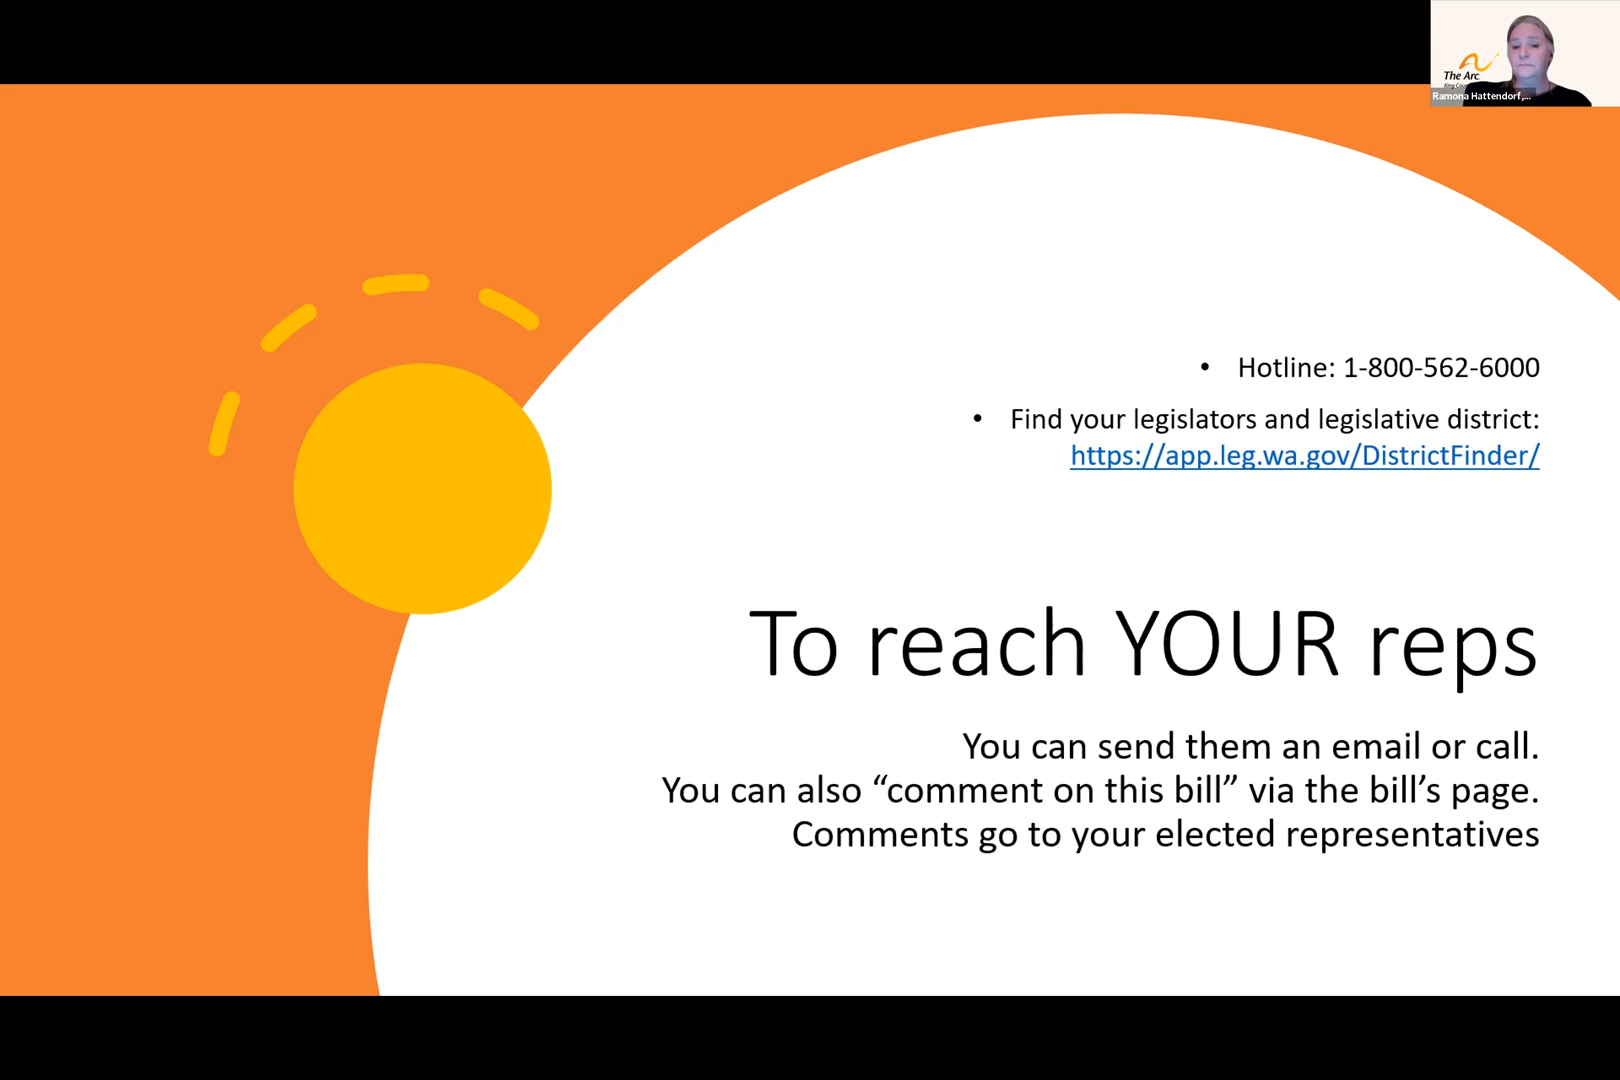 The Arc
Ramona Hattendorf,...
• Hotline: 1-800-562-6000
• Find your legislators and legislative district:
https://app.leg.wa.gov/DistrictFinder/
To reach YOUR reps
You can send them an email or call.
You can also “comment on this bill” via the bill’s page.
Comments go to your elected representatives